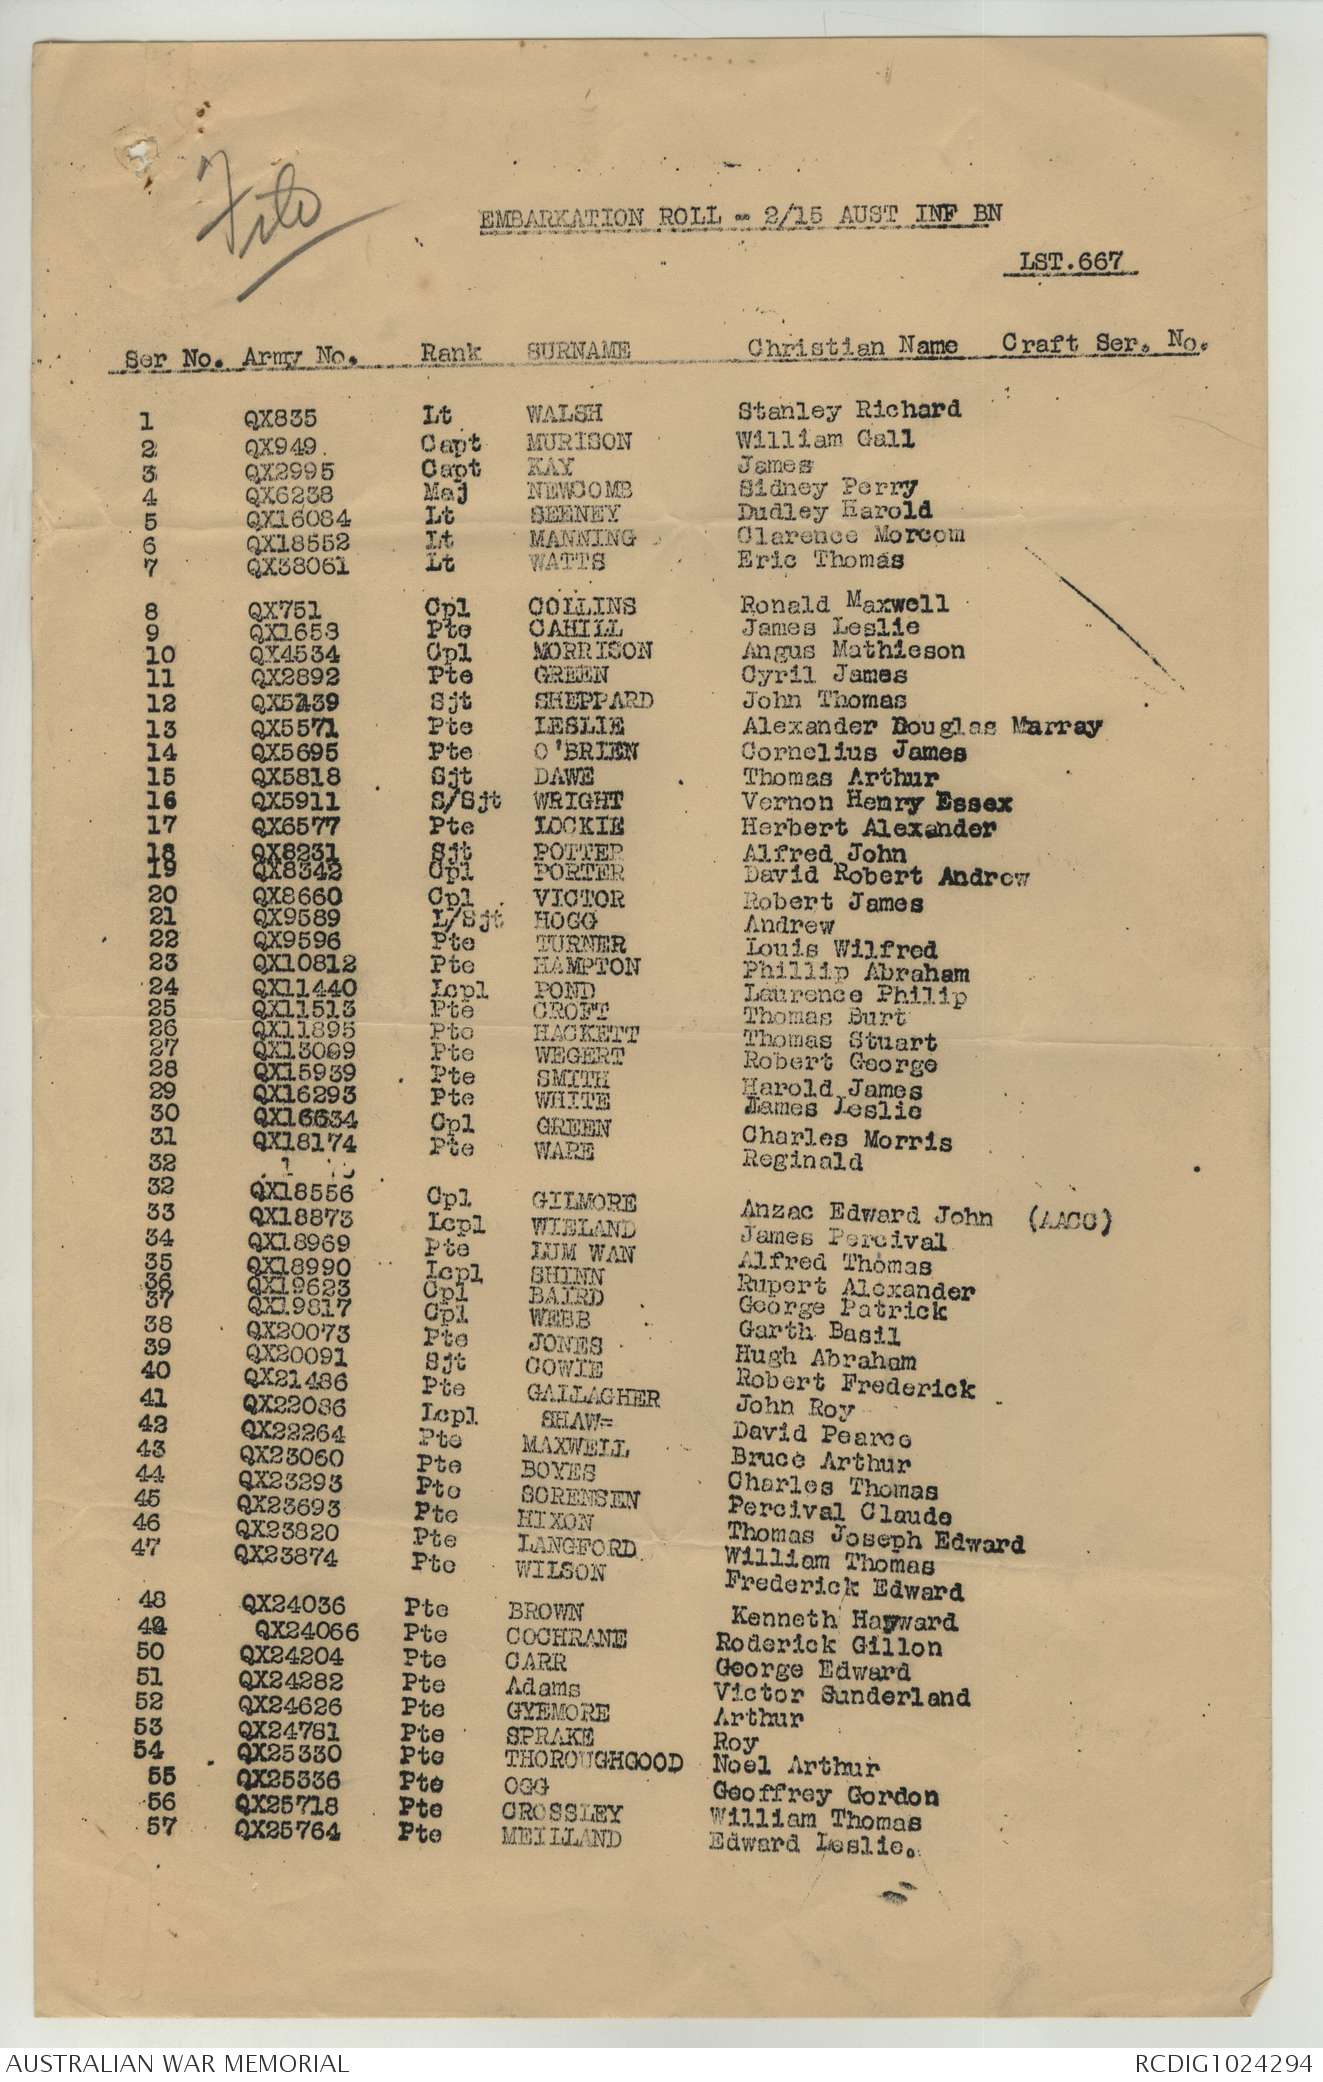 File
EMBARKATION ROLL - 2/15 AUST INF BN
LST.667
Ser No. Army No. Rank SURNAME Christian Name Craft Ser. No.
1 QX835 Lt WALSH Stanley Richard
2 QX949 Capt MURISON William Gall
3 QX2995 Capt KAY James
4 QX6238 Maj NEWCOMB Sidney Perry
5 QX16084 Lt SEENEY Dudley Harold
6 QX18552 Lt MANNING Clarence Morcom
7 QX38061 Lt WATTS Eric Thomas
8 QX751 Cpl COLLINS Ronald Maxwell
9 QX1653 Pte CAHILL James Leslie
10 QX4534 Cpl MORRISON Angus Mathieson
11 QX2892 Pte GREEN Cyril James
12 QX5239 Sjt SHEPPARD John Thomas
13 QX5571 Pte LESLIE Alexander Douglas Marray
14 QX5695 Pte O'BRIEN Cornelius James
15 QX5818 Sjt DAWE Thomas Arthur
16 QX5911 S/Sjt WRIGHT Vernon Henry Essex
17 QX6577 Pte LOCKIE Herbert Alexander
18 QX8231 Sjt POTTER Alfred John
19 QX8342 Cpl PORTER David Robert Andrew
20 QX8660 Cpl VICTOR Robert James
21 QX9589 L/Sjt HOGG Andrew
22 QX9596 Pte TURNER Louis Wilfred
23 QX10812 Pte HAMPTON Phillip Abraham
24 QX11440 Lcpl POND Laurence Philip
25 QX11513 Pte CROFT Thomas Burt
26 QX11895 Pte HACKETT Thomas Stuart
27 QX13099 Pte WEGERT Robert George
28 QX15939 Pte SMITH Harold James
29 QX16293 Pte WHITE James Leslie
30 QX16634 Cpl GREEN Charles Morris
31 QX18174 Pte WARE Reginald
32
32 QX18556 Cpl GILMORE Anzac Edward John (AACC)
33 QX18873 Lcpl WIELAND James Percival
34 QX18969 Pte LUM WAN Alfred Thomas
35 QX18990 Lcpl SHINN Rupert Alexander
36 QX19623 Cpl BAIRD George Patrick
37 QX19817 Cpl WEBB Garth Basil
38 QX20073 Pte JONES Hugh Abraham
39 QX20091 Sjt COWIE Robert Frederick
40 QX21486 Pte GALLAGHER John Roy
41 QX22086 Lcpl SHAW= David Pearce
42 QX22264 Pte MAXWELL Bruce Arthur
43 QX23060 Pte BOYES Charles Thomas
44 QX23293 Pte SORENSEN Percival Claude
45 QX23693 Pte HIXON Thomas Joseph Edward
46 QX23820 Pte LANGFORD William Thomas
47 QX23874 Pte WILSON Frederick Edward
48 QX24036 Pte BROWN Kenneth Hayward
49 QX24066 Pte COCHRANE Roderick Gillon
50 QX24204 Pte CARR George Edward
51 QX24282 Pte Adams Victor Sunderland
52 QX24626 Pte GYEMORE Arthur
53 QX24781 Pte SPRAKE Roy
54 QX25330 Pte THOROUGHGOOD Noel Arthur
55 QX25336 Pte OGG Geoffrey Gordon
56 QX25718 Pte CROSSLEY William Thomas
57 QX25764 Pte MEILLAND Edward Leslie.
AUSTRALIAN WAR MEMORIAL RCDIG1024294